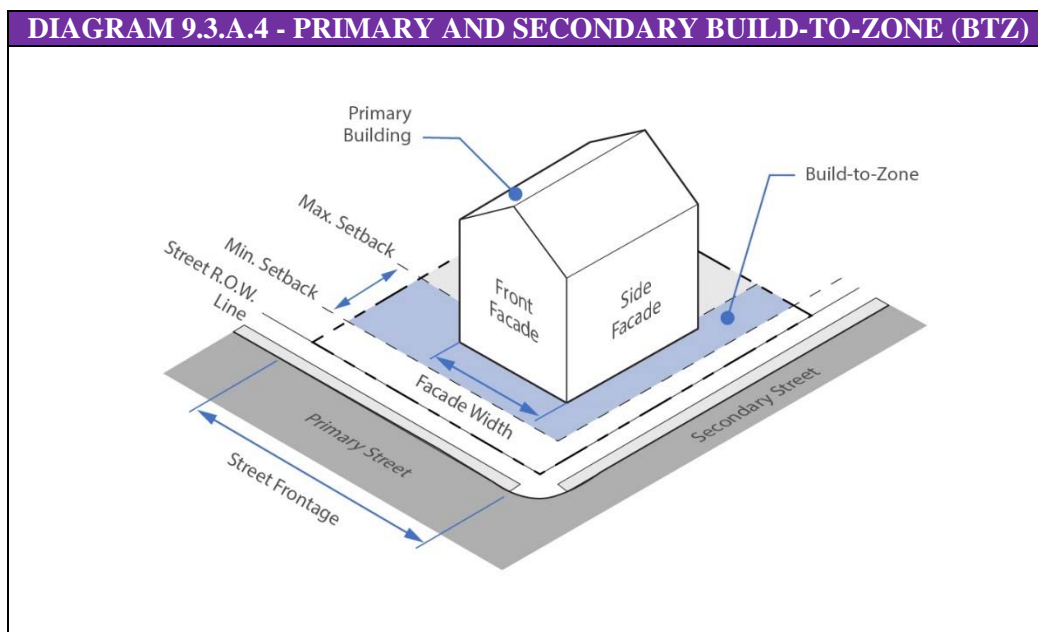 DIAGRAM 9.3.A.4 - PRIMARY AND SECONDARY BUILD-TO-ZONE (BTZ)
Primary
Building
Build-to-Zone
Max. Setback
Min. Setback
Street R.O.W.
Line
Front
Facade
Side
Facade
Facade Width
Primary Street
Secondary Street
Street Frontage